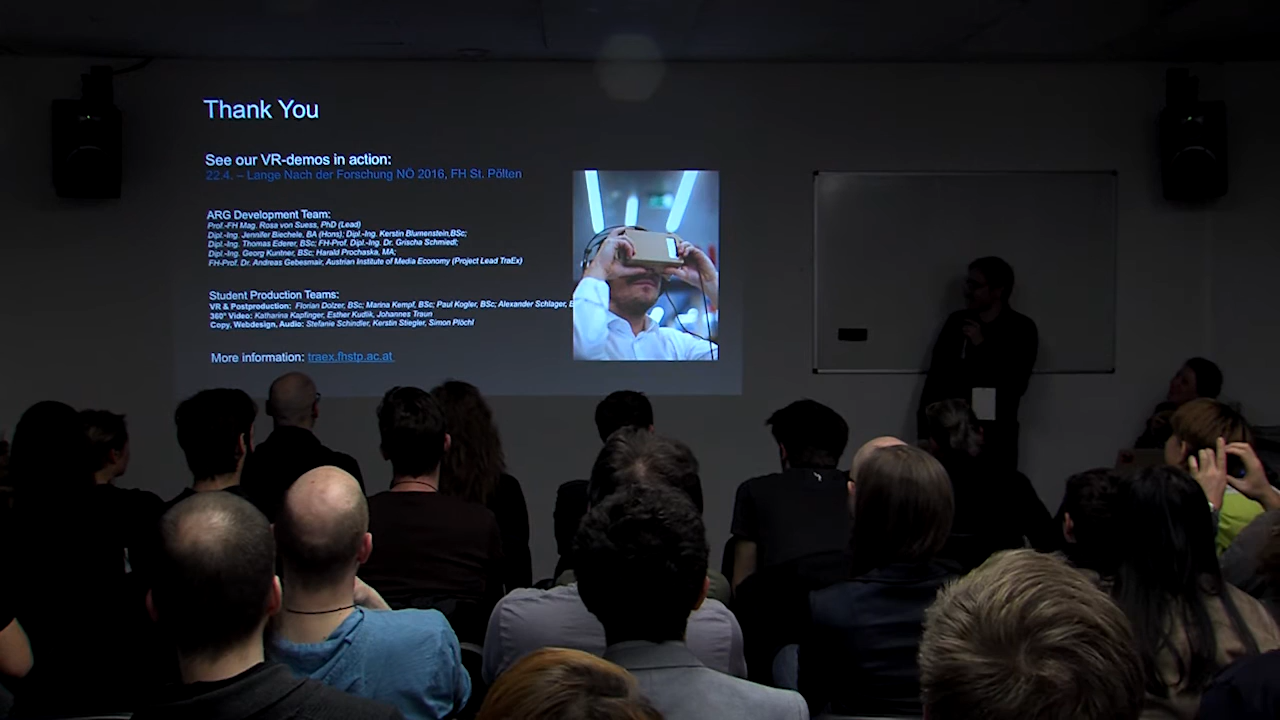 Thank You
See our VR-demos in action:
22.4. – Lange Nach der Forschung NÖ 2016, FH St. Pölten
ARG Development Team:
Prof.-FH Mag. Rosa von Suess, PhD (Lead)
Dipl.-Ing. Jennifer Biechele, BA (Hons); Dipl.-Ing. Kerstin Blumenstein,BSc;
Dipl.-Ing. Thomas Ederer, BSc; FH-Prof. Dipl.-Ing. Dr. Grischa Schmiedl;
Dipl.-Ing. Georg Kuntner, BSc; Harald Prochaska, MA;
FH-Prof. Dr. Andreas Gebesmair, Austrian Institute of Media Economy (Project Lead TraEx)
Student Production Teams:
VR & Postproduction: Florian Dolzer, BSc; Marina Kempf, BSc; Paul Kogler, BSc; Alexander Schlager,
360° Video: Katharina Kapfinger, Esther Kudlik, Johannes Traun
Copy, Webdesign, Audio: Stefanie Schindler, Kerstin Stiegler, Simon Plöchl
More information: traex.fhstp.ac.at